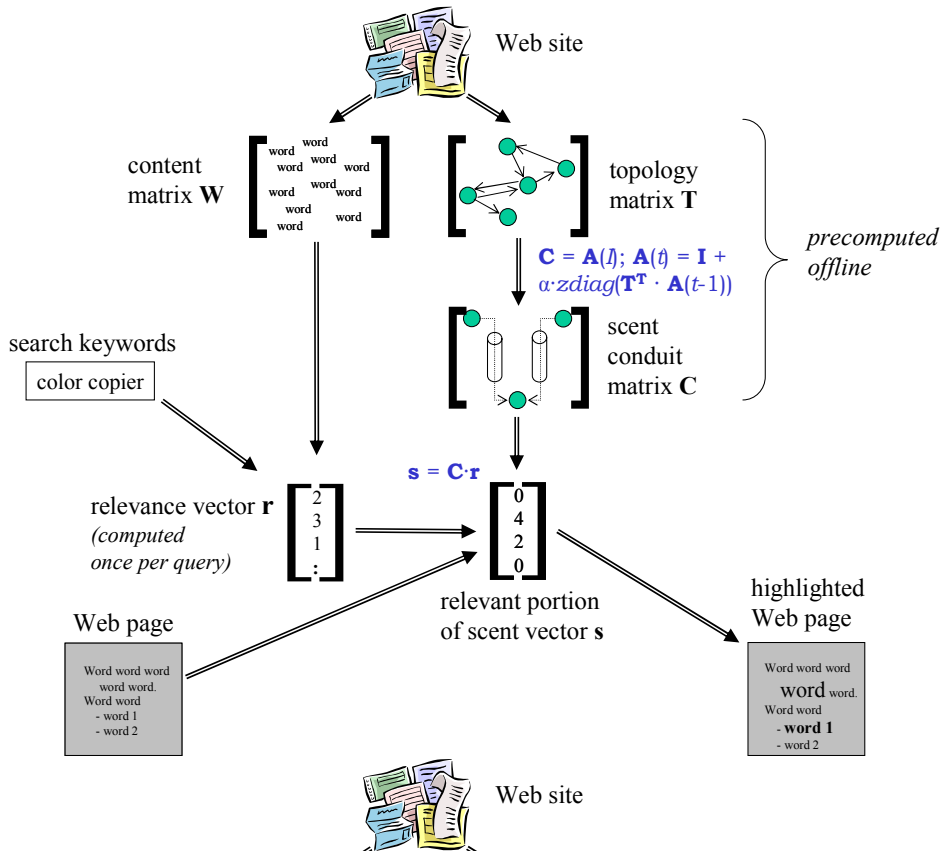 Web site
content
matrix W
word
word
word
word
word
word
word
word
word
word
word
topology
matrix T
precomputed
offline
C = A(l); A(t) = I +
α·zdiag(T^T · A(t-1))
scent
conduit
matrix C
search keywords
color copier
s = C·r
relevance vector r
(computed
once per query)
2
3
1
:
0
4
2
0
relevant portion
of scent vector s
Web page
Word word word
word word.
Word word
- word 1
- word 2
highlighted
Web page
Word word word
word word.
Word word
- word 1
- word 2
Web site